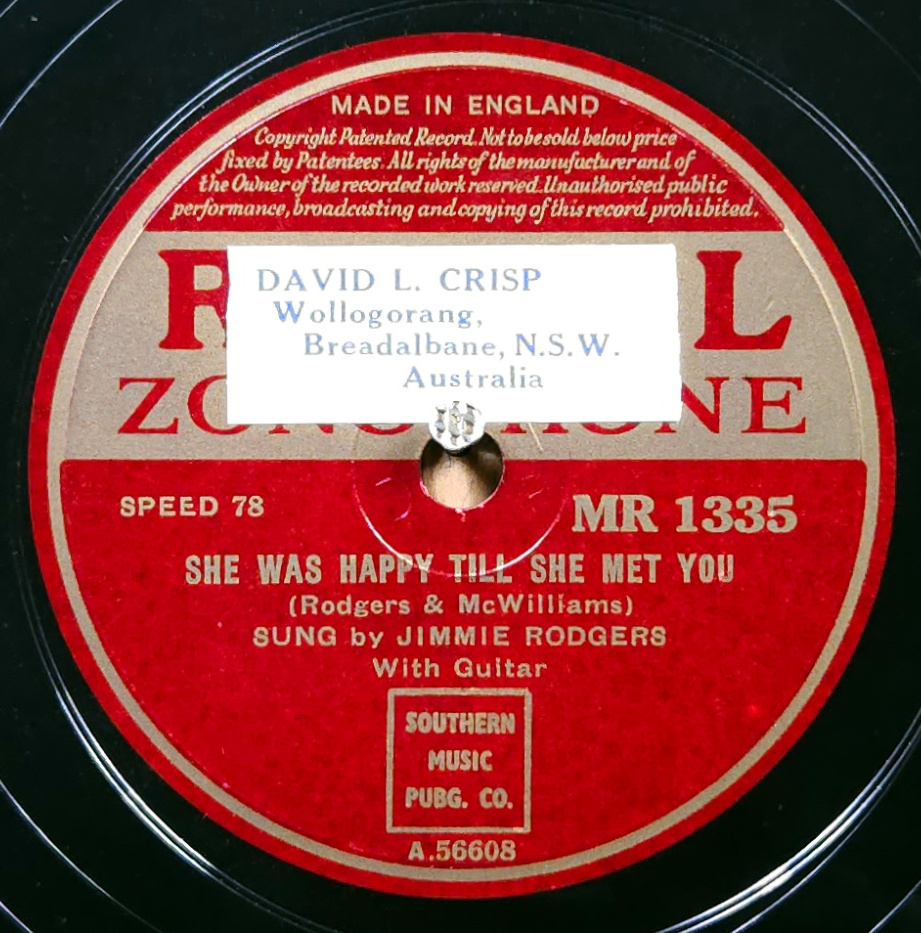 MADE IN ENGLAND
Copyright Patented Record. Not to be sold below price
fixed by Patentees. All rights of the manufacturer and of
the Owner of the recorded work reserved. Unauthorised public
performance, broadcasting and copying of this record prohibited.
R L
DAVID L. CRISP
Wollogorang,
Breadalbane, N.S.W.
Australia
ZONOPHONE
SPEED 78
MR 1335
SHE WAS HAPPY TILL SHE MET YOU
(Rodgers & McWilliams)
SUNG by JIMMIE RODGERS
With Guitar
SOUTHERN
MUSIC
PUBG. CO.
A.56608